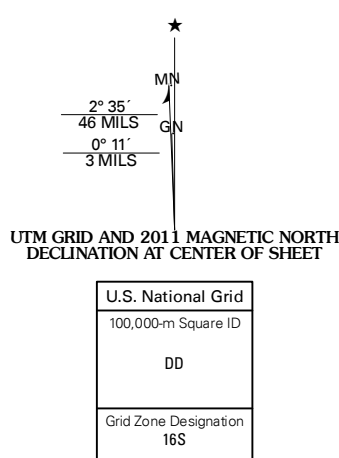 ★
MN
2° 35´
46 MILS
GN
0° 11´
3 MILS
UTM GRID AND 2011 MAGNETIC NORTH
DECLINATION AT CENTER OF SHEET
U.S. National Grid
100,000-m Square ID
DD
Grid Zone Designation
16S